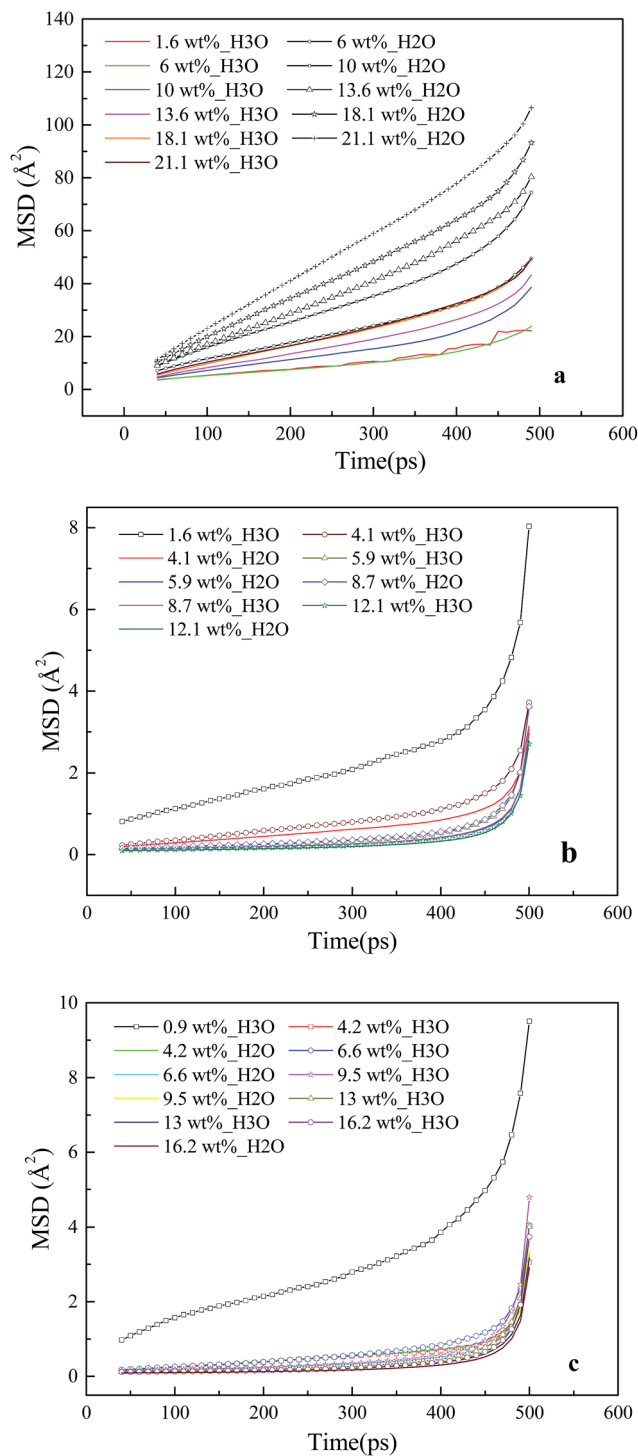 140
120
100
80
60
40
20
0
MSD (Å²)
1.6 wt%_H3O
6 wt%_H2O
6 wt%_H3O
10 wt%_H2O
10 wt%_H3O
13.6 wt%_H2O
13.6 wt%_H3O
18.1 wt%_H2O
18.1 wt%_H3O
21.1 wt%_H2O
21.1 wt%_H3O
a
0 100 200 300 400 500 600
Time(ps)
8
6
4
2
0
MSD (Å²)
1.6 wt%_H3O
4.1 wt%_H3O
4.1 wt%_H2O
5.9 wt%_H3O
5.9 wt%_H2O
8.7 wt%_H2O
8.7 wt%_H3O
12.1 wt%_H3O
12.1 wt%_H2O
b
0 100 200 300 400 500 600
Time(ps)
10
8
6
4
2
0
MSD (Å²)
0.9 wt%_H3O
4.2 wt%_H3O
4.2 wt%_H2O
6.6 wt%_H3O
6.6 wt%_H2O
9.5 wt%_H3O
9.5 wt%_H2O
13 wt%_H3O
13 wt%_H3O
16.2 wt%_H3O
16.2 wt%_H2O
c
0 100 200 300 400 500 600
Time(ps)